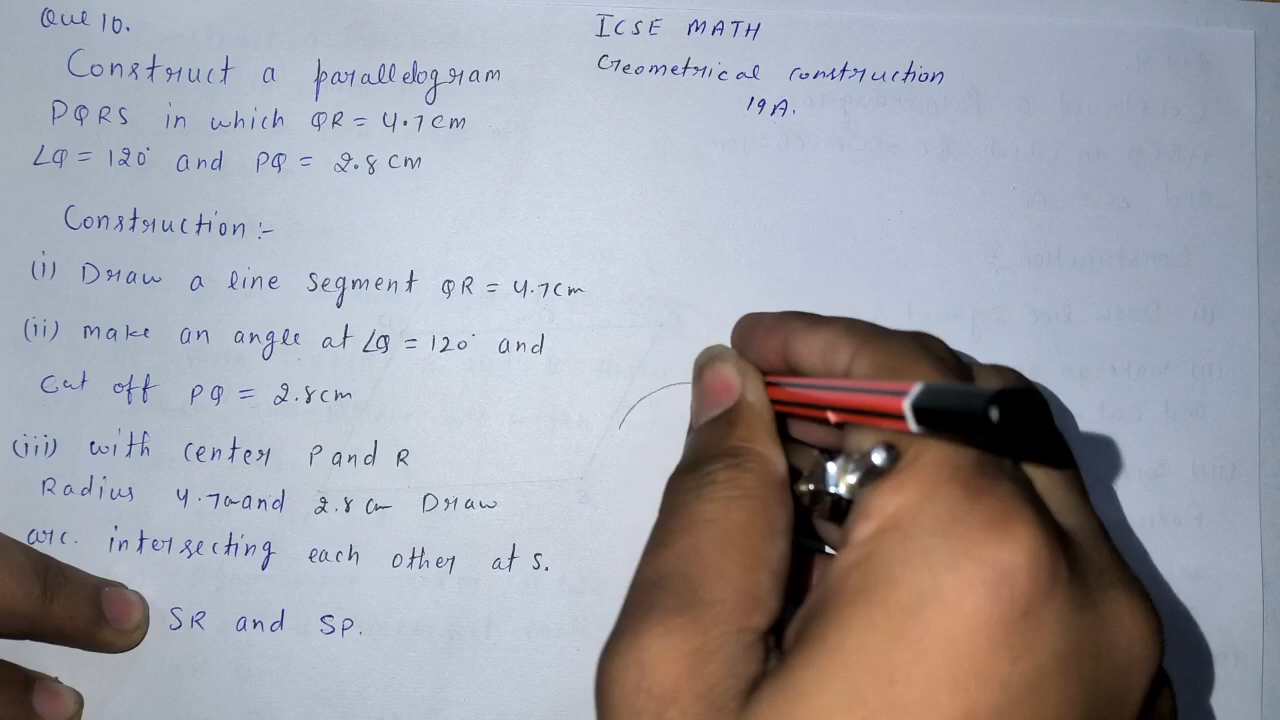 Que 10.
Construct a parallelogram
PQRS in which QR = 4.7cm
∠Q = 120° and PQ = 2.8 cm
Construction :-
(i) Draw a line segment QR = 4.7cm
(ii) make an angle at ∠Q = 120° and
Cut off PQ = 2.8cm
(iii) with center P and R
Radius 4.7 and 2.8 cm Draw
arc. intersecting each other at S.
SR and SP.
ICSE MATH
Geometrical construction
19A.